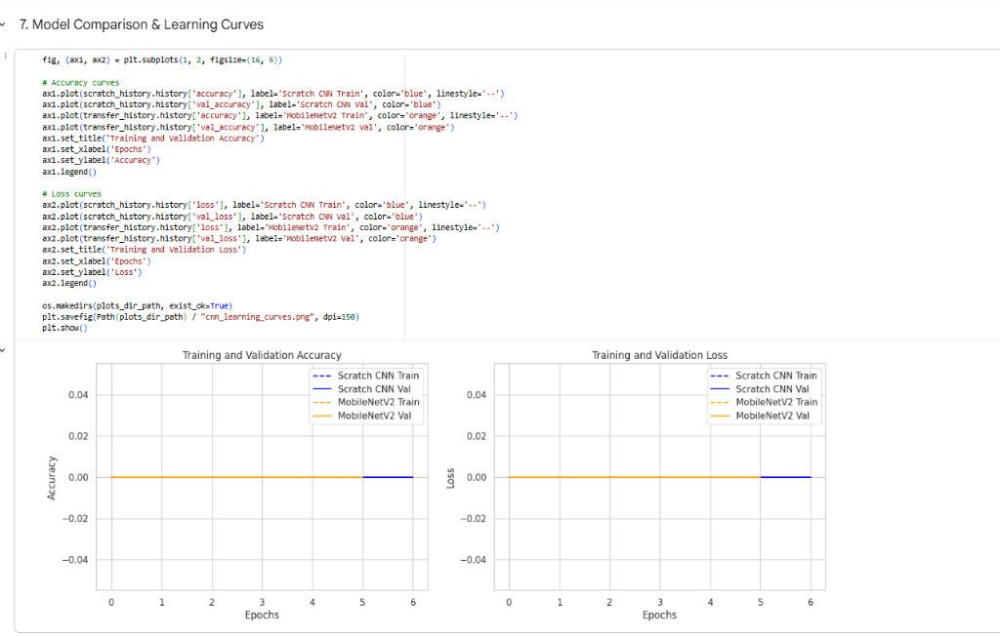 7. Model Comparison & Learning Curves
fig, (ax1, ax2) = plt.subplots(1, 2, figsize=(16, 5))
# Accuracy curves
ax1.plot(scratch_history.history['accuracy'], label='Scratch CNN Train', color='blue', linestyle='--')
ax1.plot(scratch_history.history['val_accuracy'], label='Scratch CNN Val', color='blue')
ax1.plot(transfer_history.history['accuracy'], label='MobileNetV2 Train', color='orange', linestyle='--')
ax1.plot(transfer_history.history['val_accuracy'], label='MobileNetV2 Val', color='orange')
ax1.set_title('Training and Validation Accuracy')
ax1.set_xlabel('Epochs')
ax1.set_ylabel('Accuracy')
ax1.legend()
# Loss curves
ax2.plot(scratch_history.history['loss'], label='Scratch CNN Train', color='blue', linestyle='--')
ax2.plot(scratch_history.history['val_loss'], label='Scratch CNN Val', color='blue')
ax2.plot(transfer_history.history['loss'], label='MobileNetV2 Train', color='orange', linestyle='--')
ax2.plot(transfer_history.history['val_loss'], label='MobileNetV2 Val', color='orange')
ax2.set_title('Training and Validation Loss')
ax2.set_xlabel('Epochs')
ax2.set_ylabel('Loss')
ax2.legend()
os.makedirs(plots_dir_path, exist_ok=True)
plt.savefig(Path(plots_dir_path) / "cnn_learning_curves.png", dpi=150)
plt.show()
Training and Validation Accuracy
Scratch CNN Train
Scratch CNN Val
MobileNetV2 Train
MobileNetV2 Val
0.04
0.02
0.00
−0.02
−0.04
Accuracy
0 1 2 3 4 5 6
Epochs
Training and Validation Loss
Scratch CNN Train
Scratch CNN Val
MobileNetV2 Train
MobileNetV2 Val
0.04
0.02
0.00
−0.02
−0.04
Loss
0 1 2 3 4 5 6
Epochs